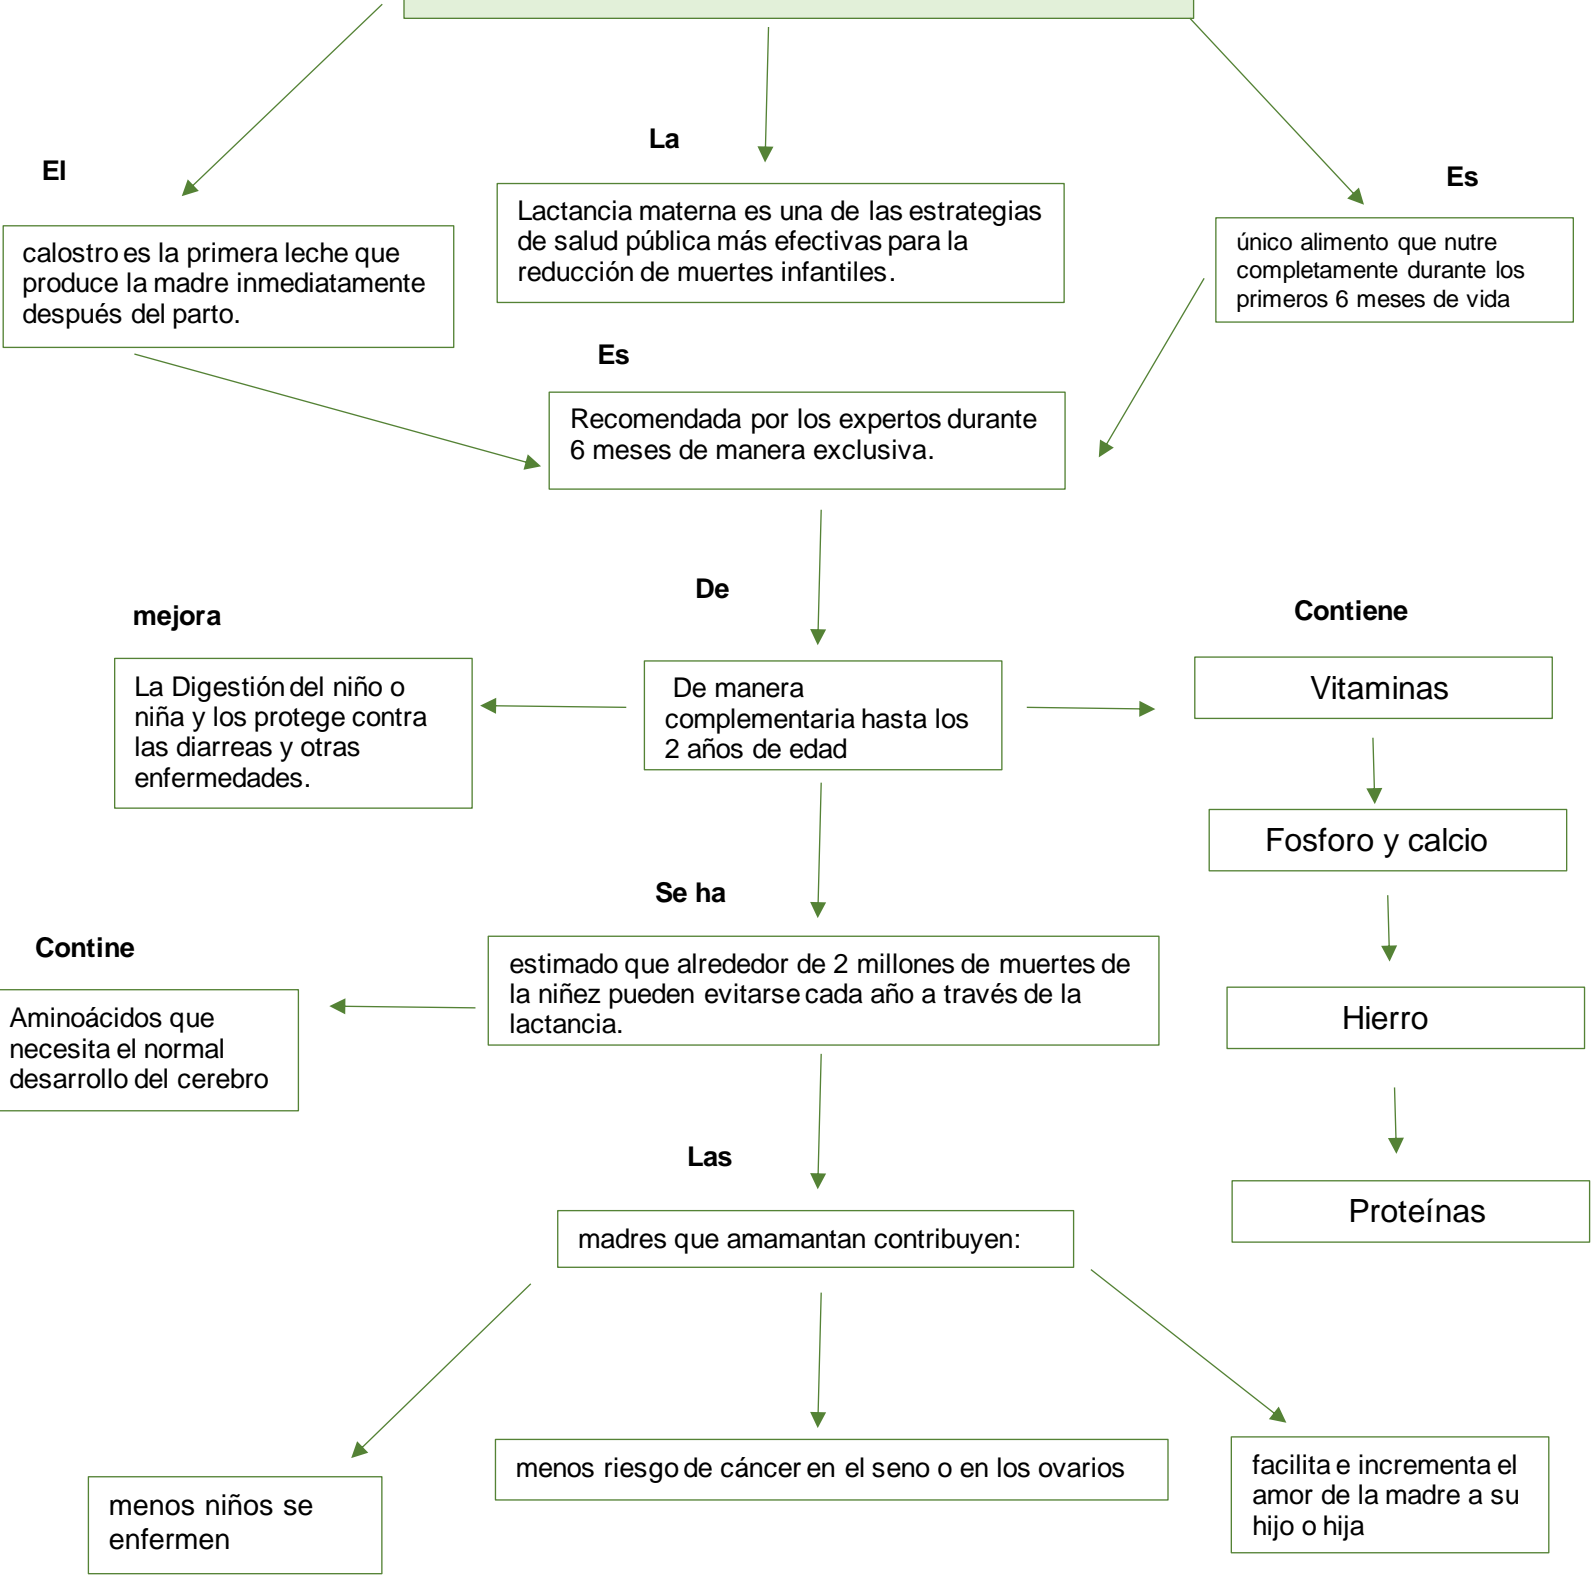 La
El
Es
Lactancia materna es una de las estrategias
de salud pública más efectivas para la
reducción de muertes infantiles.
calostro es la primera leche que
produce la madre inmediatamente
después del parto.
único alimento que nutre
completamente durante los
primeros 6 meses de vida
Es
Recomendada por los expertos durante
6 meses de manera exclusiva.
De
mejora
Contiene
La Digestión del niño o
niña y los protege contra
las diarreas y otras
enfermedades.
De manera
complementaria hasta los
2 años de edad
Vitaminas
Fosforo y calcio
Se ha
Contine
estimado que alrededor de 2 millones de muertes de
la niñez pueden evitarse cada año a través de la
lactancia.
Aminoácidos que
necesita el normal
desarrollo del cerebro
Hierro
Las
Proteínas
madres que amamantan contribuyen:
menos niños se
enfermen
menos riesgo de cáncer en el seno o en los ovarios
facilita e incrementa el
amor de la madre a su
hijo o hija